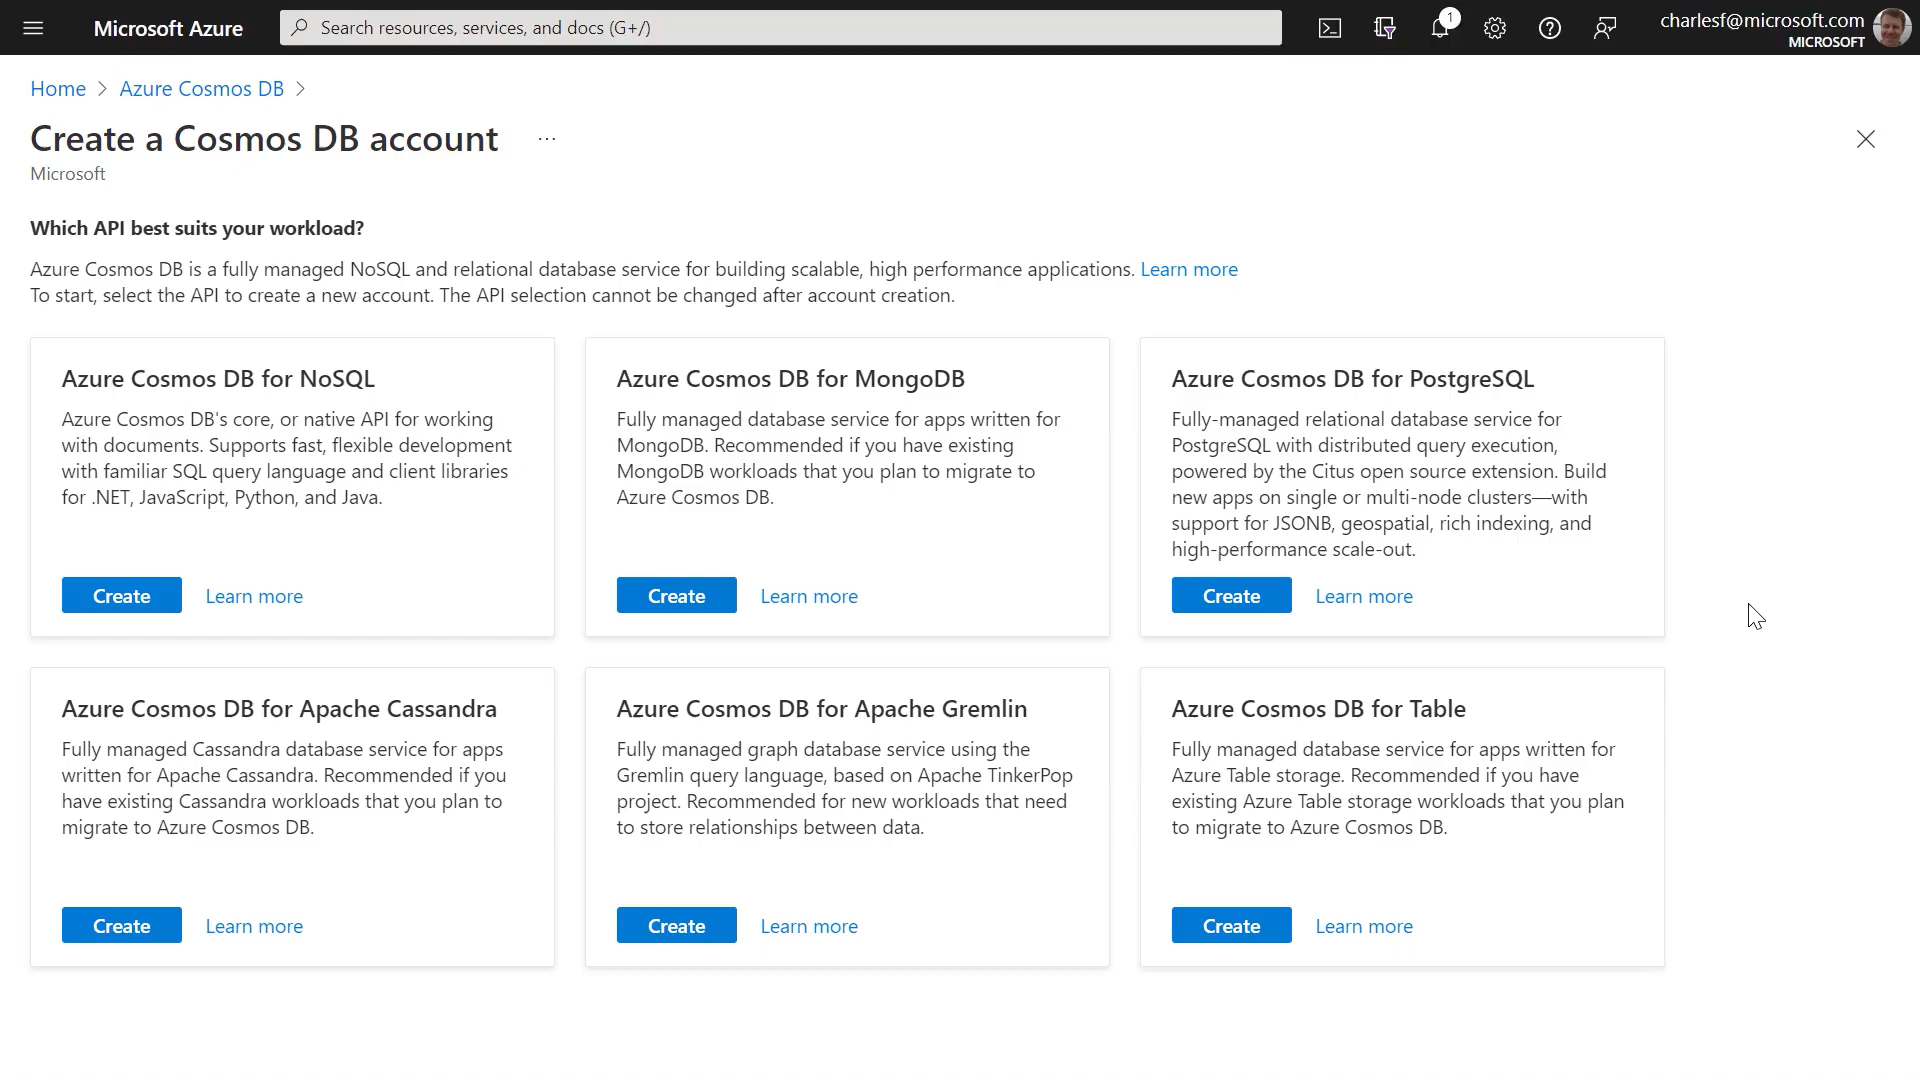 Microsoft Azure
Search resources, services, and docs (G+/)
1
charlesf@microsoft.com
MICROSOFT
Home > Azure Cosmos DB >
Create a Cosmos DB account ...
Microsoft
Which API best suits your workload?
Azure Cosmos DB is a fully managed NoSQL and relational database service for building scalable, high performance applications. Learn more
To start, select the API to create a new account. The API selection cannot be changed after account creation.
Azure Cosmos DB for NoSQL
Azure Cosmos DB's core, or native API for working
with documents. Supports fast, flexible development
with familiar SQL query language and client libraries
for .NET, JavaScript, Python, and Java.
Create Learn more
Azure Cosmos DB for MongoDB
Fully managed database service for apps written for
MongoDB. Recommended if you have existing
MongoDB workloads that you plan to migrate to
Azure Cosmos DB.
Create Learn more
Azure Cosmos DB for PostgreSQL
Fully-managed relational database service for
PostgreSQL with distributed query execution,
powered by the Citus open source extension. Build
new apps on single or multi-node clusters—with
support for JSONB, geospatial, rich indexing, and
high-performance scale-out.
Create Learn more
Azure Cosmos DB for Apache Cassandra
Fully managed Cassandra database service for apps
written for Apache Cassandra. Recommended if you
have existing Cassandra workloads that you plan to
migrate to Azure Cosmos DB.
Create Learn more
Azure Cosmos DB for Apache Gremlin
Fully managed graph database service using the
Gremlin query language, based on Apache TinkerPop
project. Recommended for new workloads that need
to store relationships between data.
Create Learn more
Azure Cosmos DB for Table
Fully managed database service for apps written for
Azure Table storage. Recommended if you have
existing Azure Table storage workloads that you plan
to migrate to Azure Cosmos DB.
Create Learn more